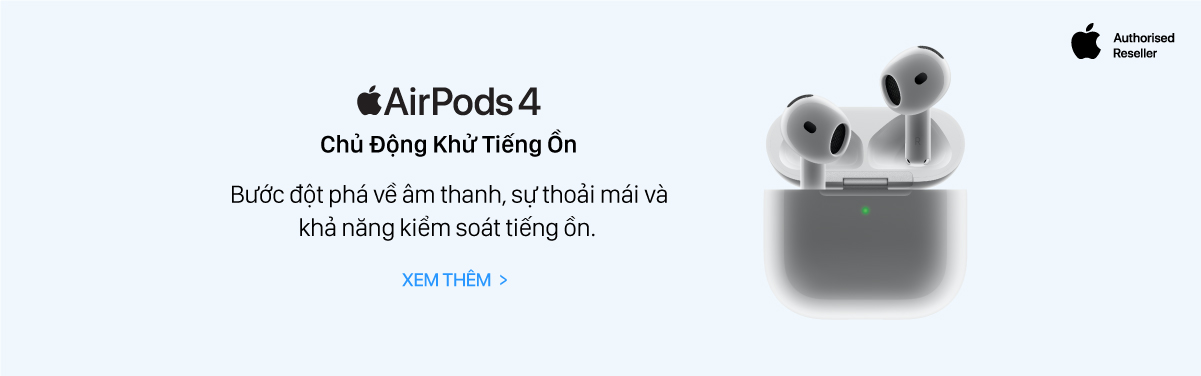 AirPods 4
Chủ Động Khử Tiếng Ồn
Bước đột phá về âm thanh, sự thoải mái và
khả năng kiểm soát tiếng ồn.
XEM THÊM >
Authorised
Reseller